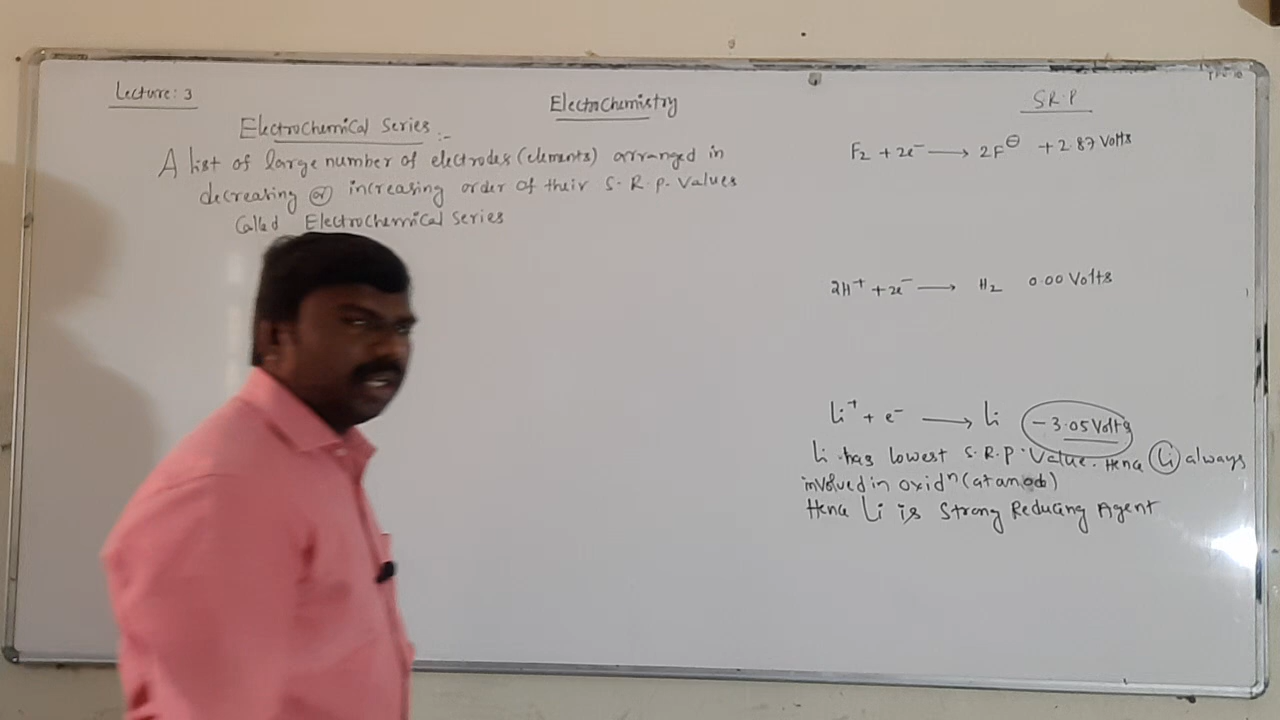 Lecture: 3
ElectroChemistry
S.R.P
ElectroChemical Series :-
A list of large number of electrodes (elements) arranged in
decreasing or increasing order of their S.R.P. Values
Called ElectroChemical Series
F₂ + 2e⁻ ⟶ 2F⊖ +2.87 Volts
2H⁺ + 2e⁻ ⟶ H₂ 0.00 Volts
Li⁺ + e⁻ ⟶ Li −3.05 Volts
Li has lowest S.R.P. Value. Hence Li always
involved in oxidⁿ (at anode)
Hence Li is Strong Reducing Agent